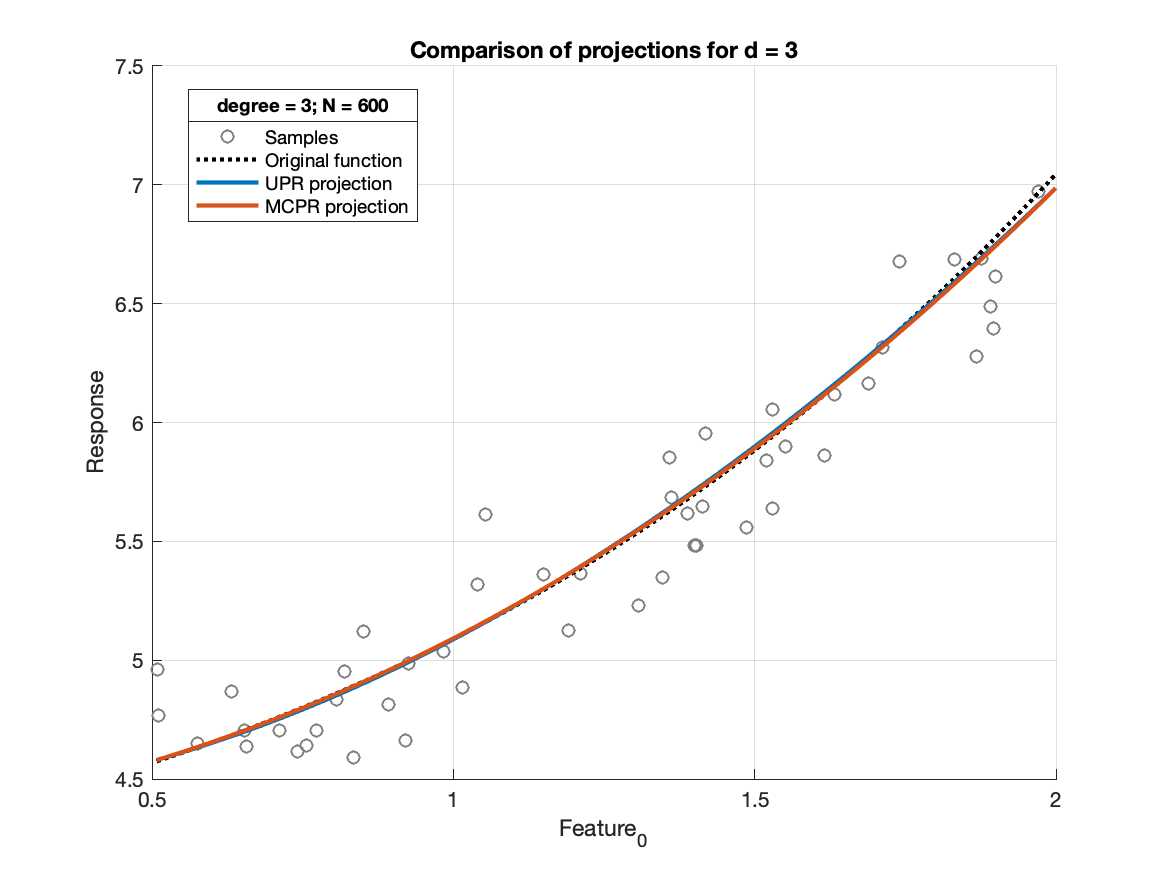 Comparison of projections for d = 3
7.5
7
6.5
6
5.5
5
4.5
degree = 3; N = 600
Samples
Original function
UPR projection
MCPR projection
Response
0.5
1
1.5
2
Feature0